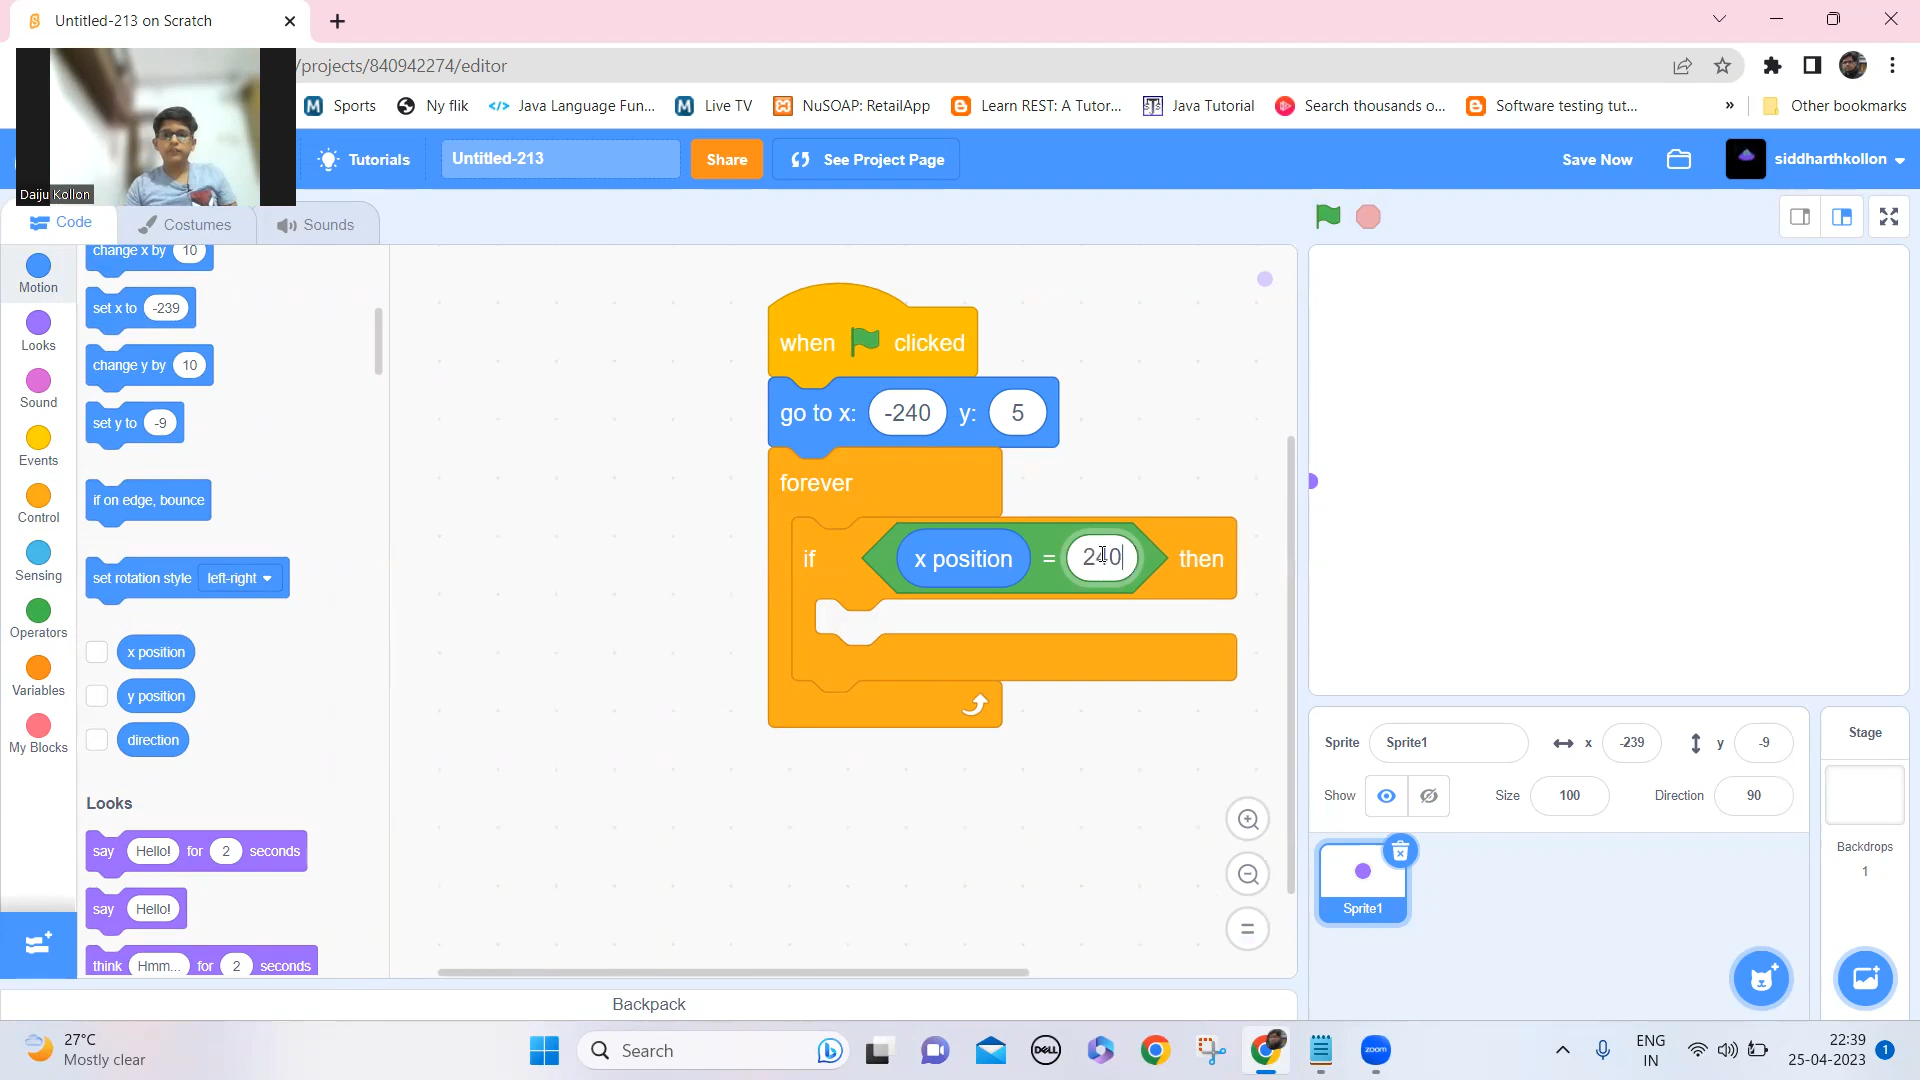 Untitled-213 on Scratch
/projects/840942274/editor
Sports
Ny flik
Java Language Fun...
Live TV
NuSOAP: RetailApp
Learn REST: A Tutor...
Java Tutorial
Search thousands o...
Software testing tut...
»
Other bookmarks
Tutorials
Untitled-213
Share
See Project Page
Save Now
siddharthkollon
Daiju Kollon
Code
Costumes
Sounds
Motion
Looks
Sound
Events
Control
Sensing
Operators
Variables
My Blocks
change x by 10
set x to -239
change y by 10
set y to -9
if on edge, bounce
set rotation style left-right
x position
y position
direction
Looks
say Hello! for 2 seconds
say Hello!
think Hmm... for 2 seconds
when clicked
go to x: -240 y: 5
forever
if x position = 240 then
Sprite Sprite1 x -239 y -9
Show Size 100 Direction 90
Sprite1
Stage
Backdrops
1
Backpack
27°C
Mostly clear
Search
DELL
zoom
ENG
IN
22:39
25-04-2023
1